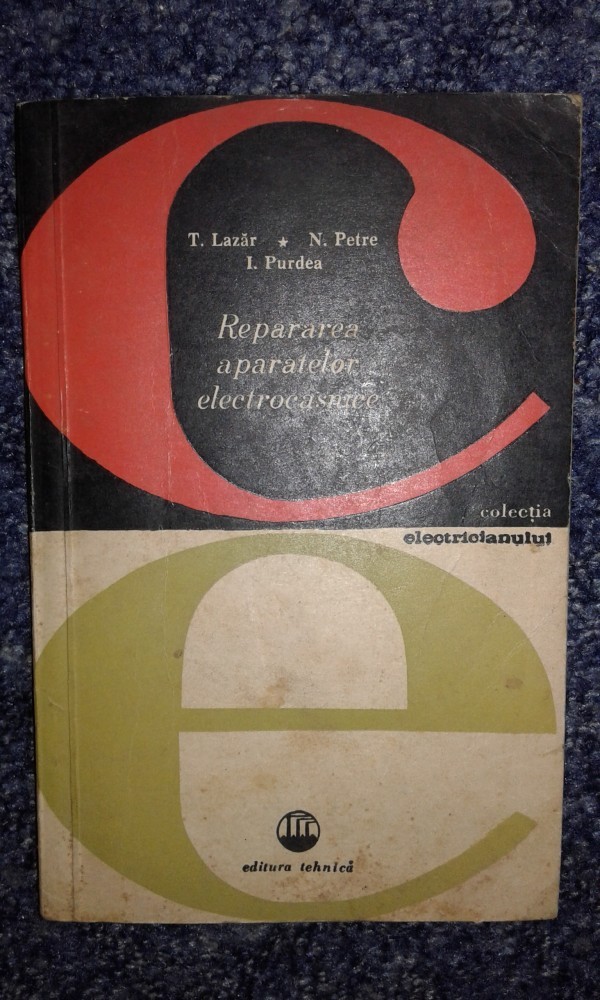 T. Lazăr ★ N. Petre
I. Purdea
Repararea
aparatelor
electrocasnice
colecția
electricianului
editura tehnică